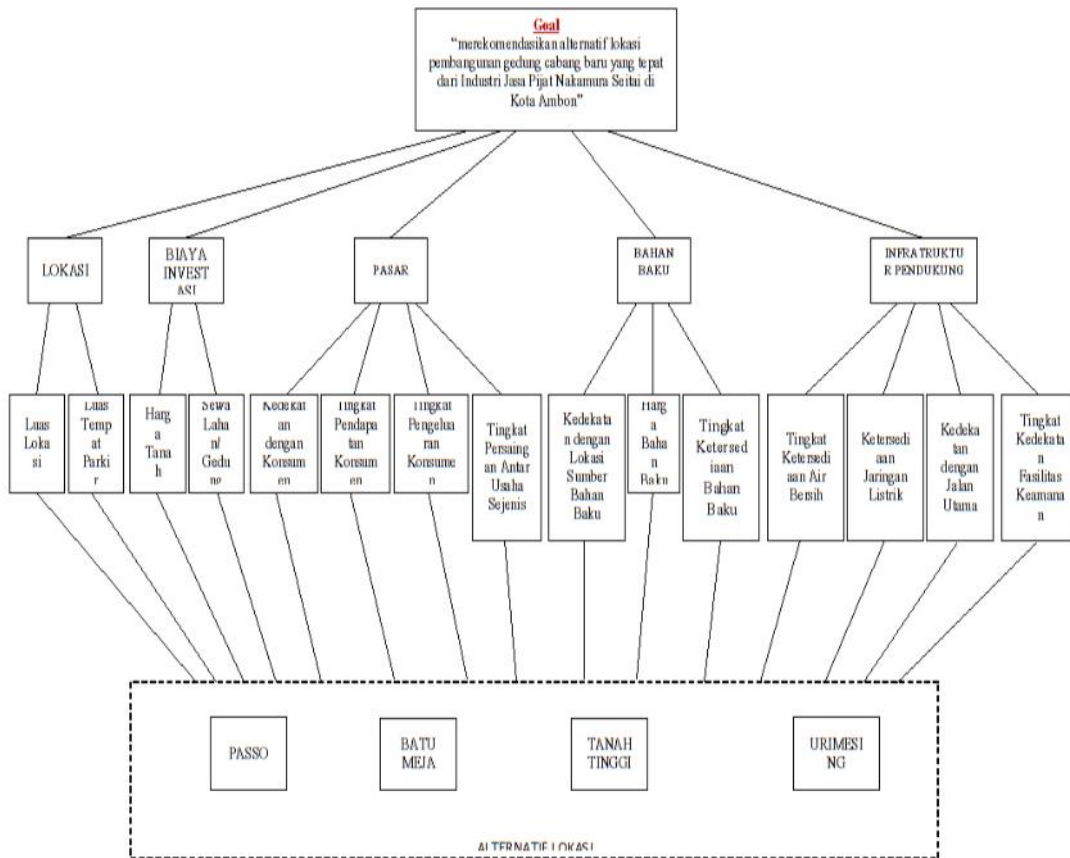 Goal
“merekomendasikan alternatif lokasi
pembangunan gedung cabang baru yang tepat
dari Industri Jasa Pijat Nakamura Seitai di
Kota Ambon”
LOKASI
BIAYA
INVEST
ASI
PASAR
BAHAN
BAKU
INFRATRUKTU
R PENDUKUNG
Luas
Loka
si
Luas
Temp
at
Parki
r
Harg
a
Tana
h
Sewa
Lahan/
Gedu
ng
Kedekat
an
dengan
Konsum
en
Tingkat
Pendapa
tan
Konsum
en
Tingkat
Pengelua
ran
Konsume
n
Tingkat
Persaing
an Antar
Usaha
Sejenis
Kedekata
n dengan
Lokasi
Sumber
Bahan
Baku
Harg
a
Baha
n
Baku
Tingkat
Ketersed
iaan
Bahan
Baku
Tingkat
Ketersedi
aan Air
Bersih
Ketersedi
aan
Jaringan
Listrik
Kedeka
tan
dengan
Jalan
Utama
Tingkat
Kedekata
n
Fasilitas
Keamana
n
PASSO
BATU
MEJA
TANAH
TINGGI
URIMESI
NG
ALTERNATIF LOKASI